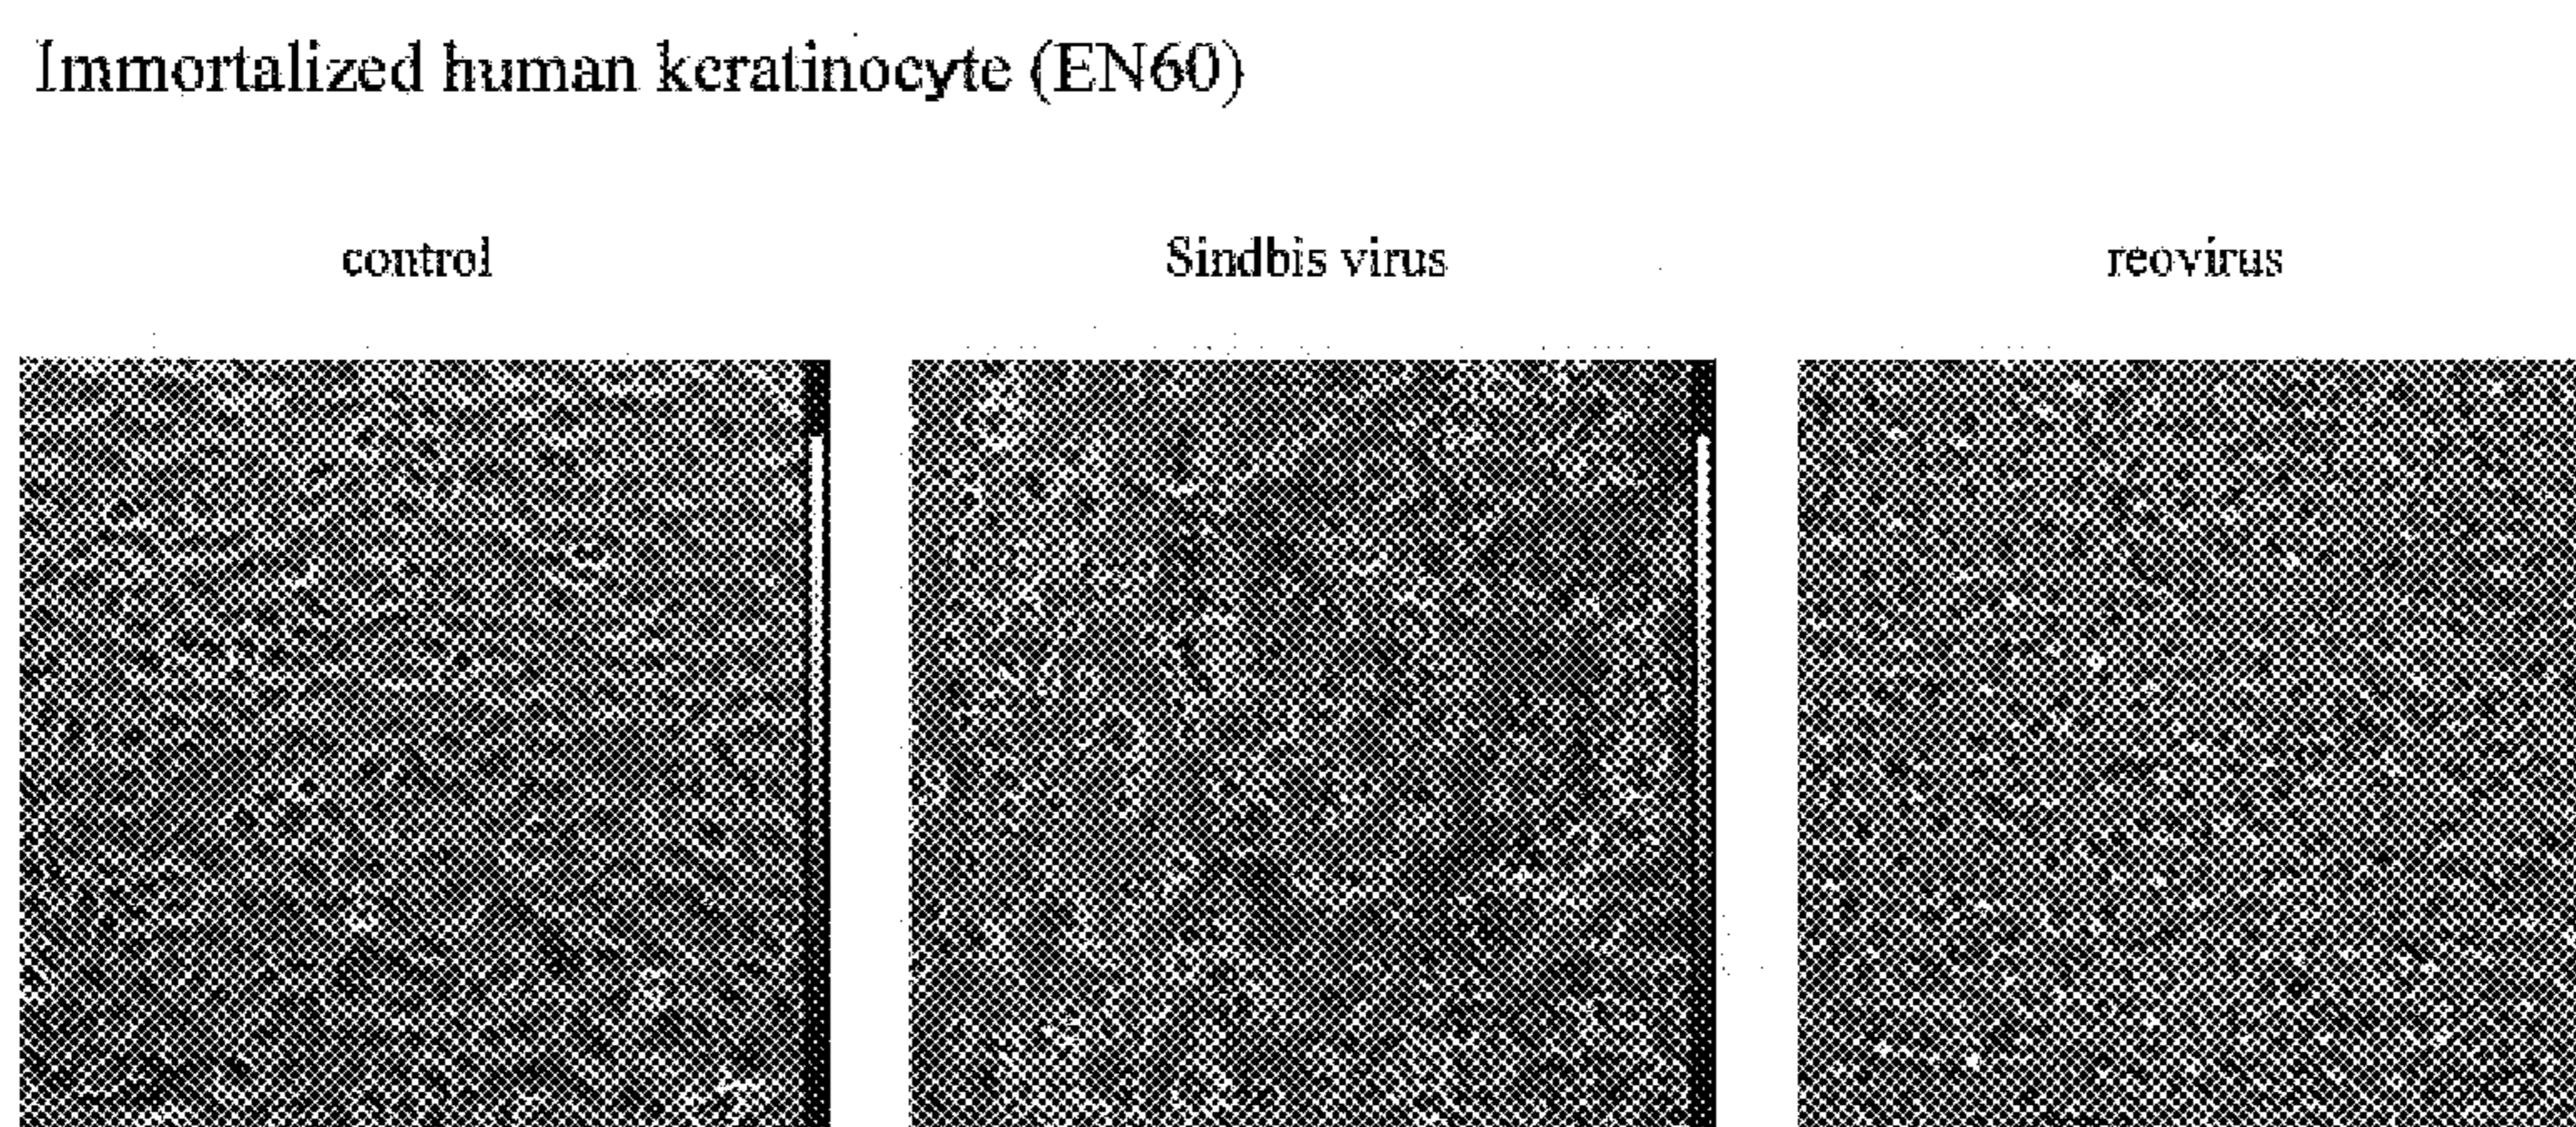 Immortalized human keratinocyte (EN60)
control
Sindbis virus
reovirus